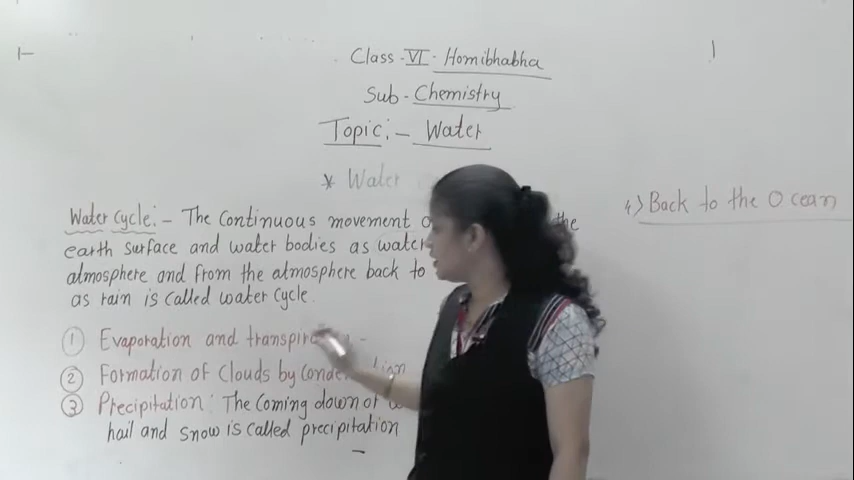 Class - VI - Homibhabha
Sub - Chemistry
Topic :- Water
* Water
Water cycle :- The continuous movement the
earth surface and water bodies as water
atmosphere and from the atmosphere back to
as rain is called water cycle.
1 Evaporation and
2 Formation of Clouds by
3 Precipitation : The coming down of
hail and snow is called precipitation
4) Back to the Ocean